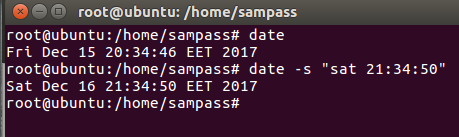 root@ubuntu: /home/sampass
root@ubuntu:/home/sampass# date
Fri Dec 15 20:34:46 EET 2017
root@ubuntu:/home/sampass# date -s "sat 21:34:50"
Sat Dec 16 21:34:50 EET 2017
root@ubuntu:/home/sampass#